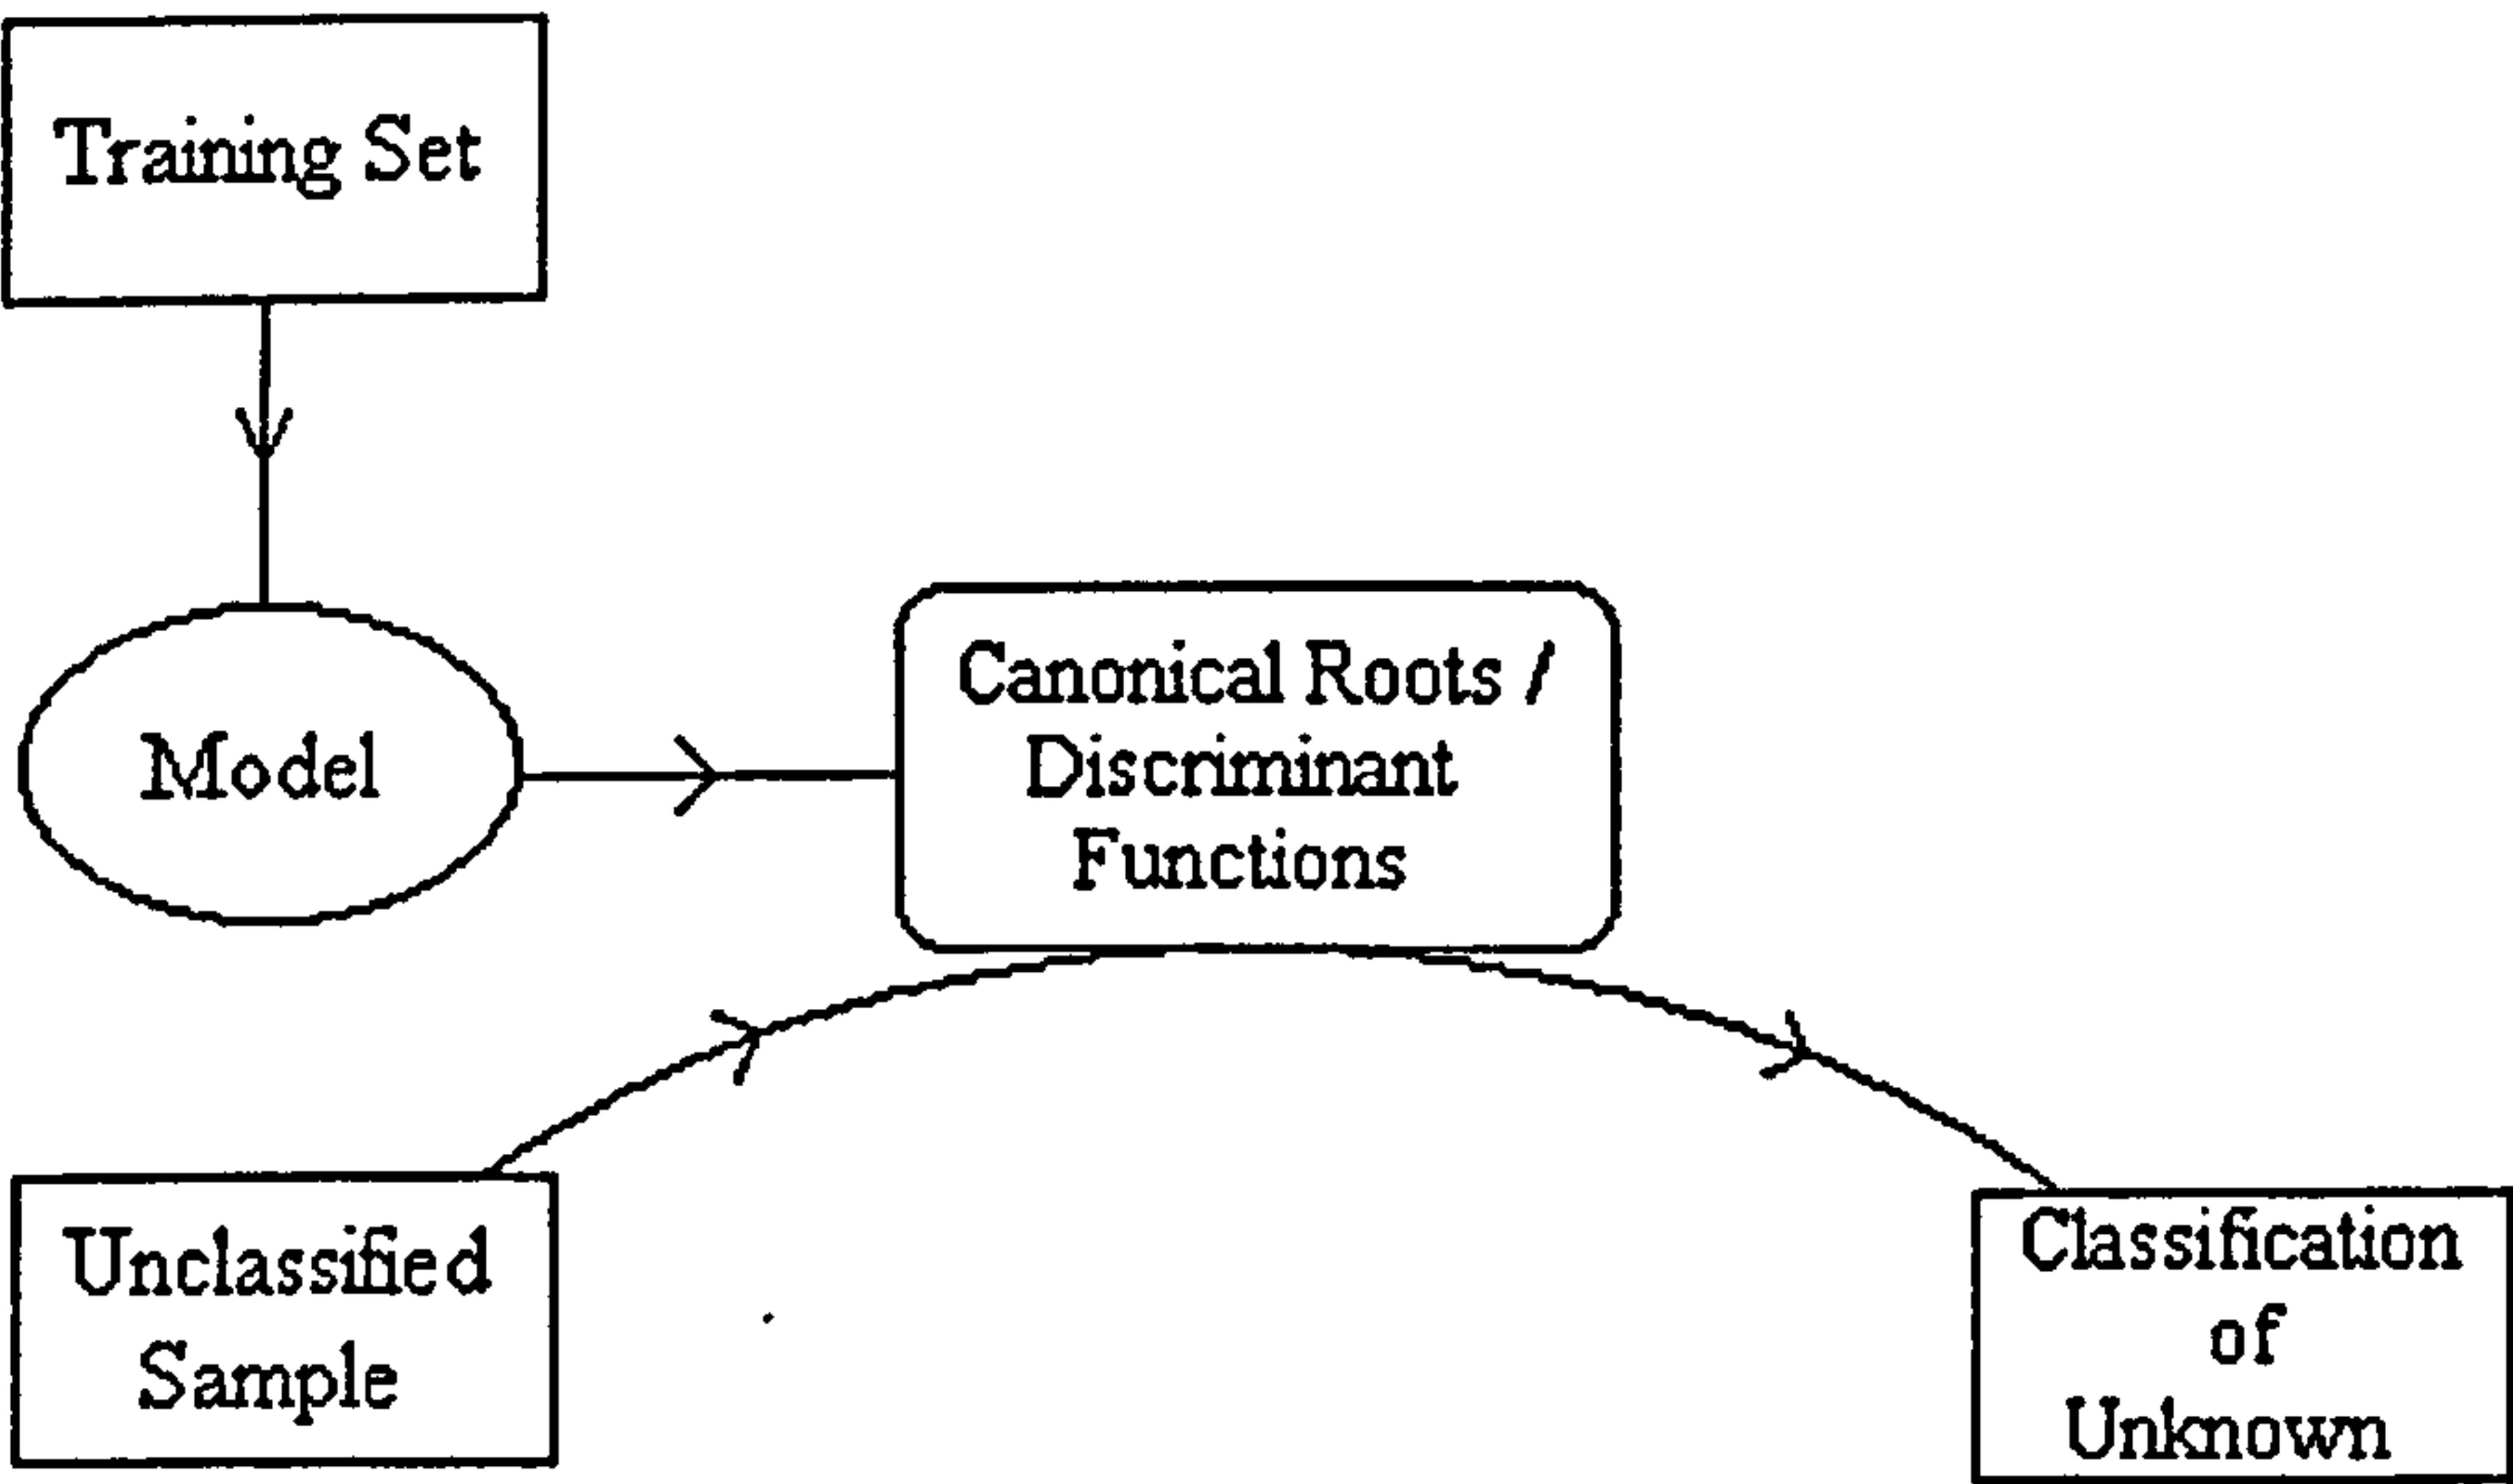 Training Set
Model
Canonical Roots /
Discriminant
Functions
Unclassified
Sample
Classification
of
Unknown